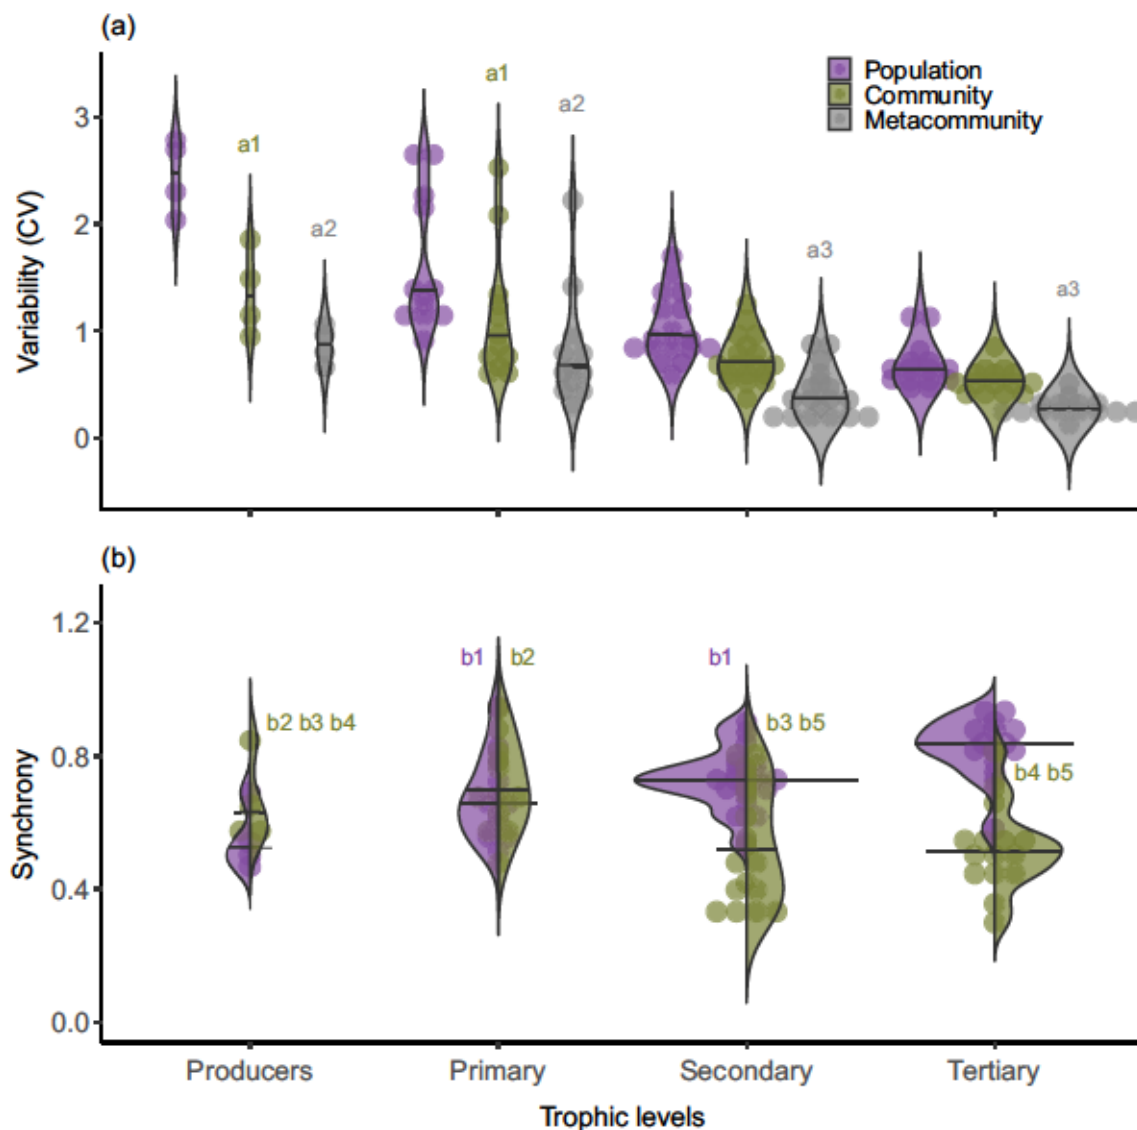 (a)
Variability (CV)
3
2
1
0
a1
a2
a1
a2
a3
a3
Population
Community
Metacommunity
(b)
Synchrony
1.2
0.8
0.4
0.0
b2 b3 b4
b1 b2
b1
b3 b5
b4 b5
Producers Primary Secondary Tertiary
Trophic levels